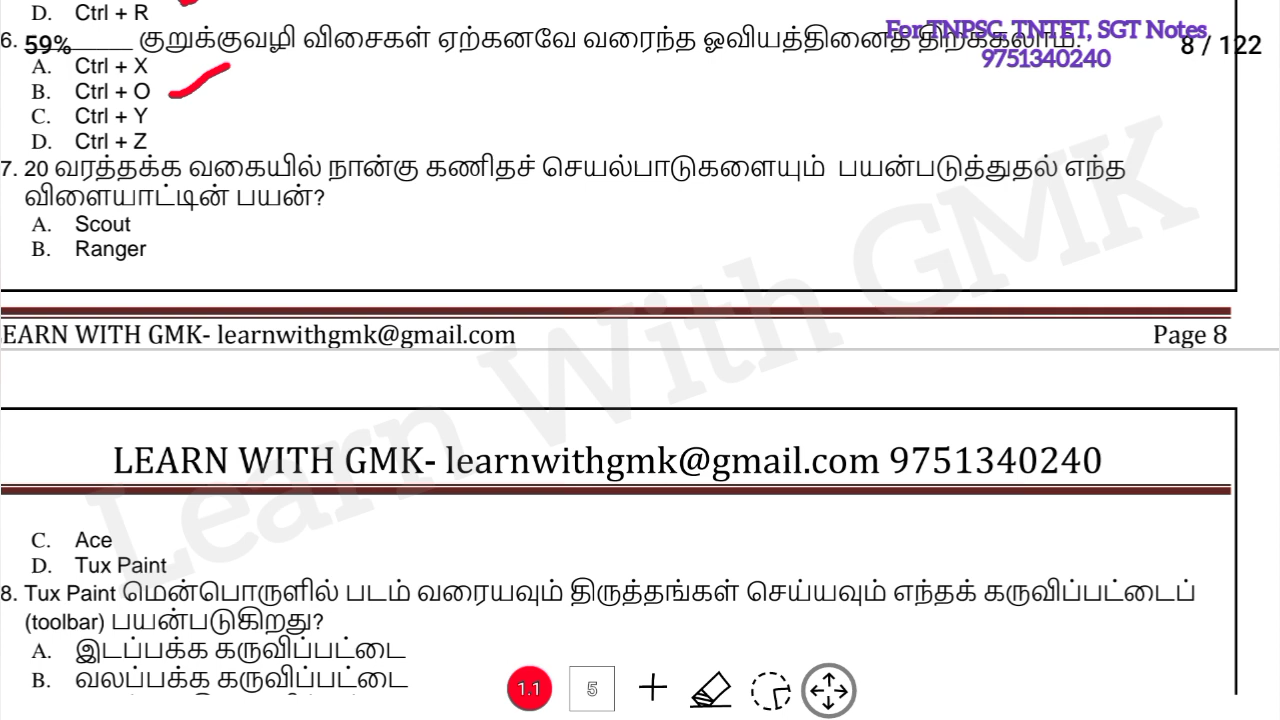 D. Ctrl + R
6. ______ குறுக்குவழி விசைகள் ஏற்கனவே வரைந்த ஓவியத்தினைத் திறக்கலாம்.
59%
For TNPSC, TNTET, SGT Notes
9751340240
8 / 122
A. Ctrl + X
B. Ctrl + O
C. Ctrl + Y
D. Ctrl + Z
7. 20 வரத்தக்க வகையில் நான்கு கணிதச் செயல்பாடுகளையும் பயன்படுத்துதல் எந்த
விளையாட்டின் பயன்?
A. Scout
B. Ranger
EARN WITH GMK- learnwithgmk@gmail.com Page 8
Learn With GMK
LEARN WITH GMK- learnwithgmk@gmail.com 9751340240
C. Ace
D. Tux Paint
8. Tux Paint மென்பொருளில் படம் வரையவும் திருத்தங்கள் செய்யவும் எந்தக் கருவிப்பட்டைப்
(toolbar) பயன்படுகிறது?
A. இடப்பக்க கருவிப்பட்டை
B. வலப்பக்க கருவிப்பட்டை
1.1 5